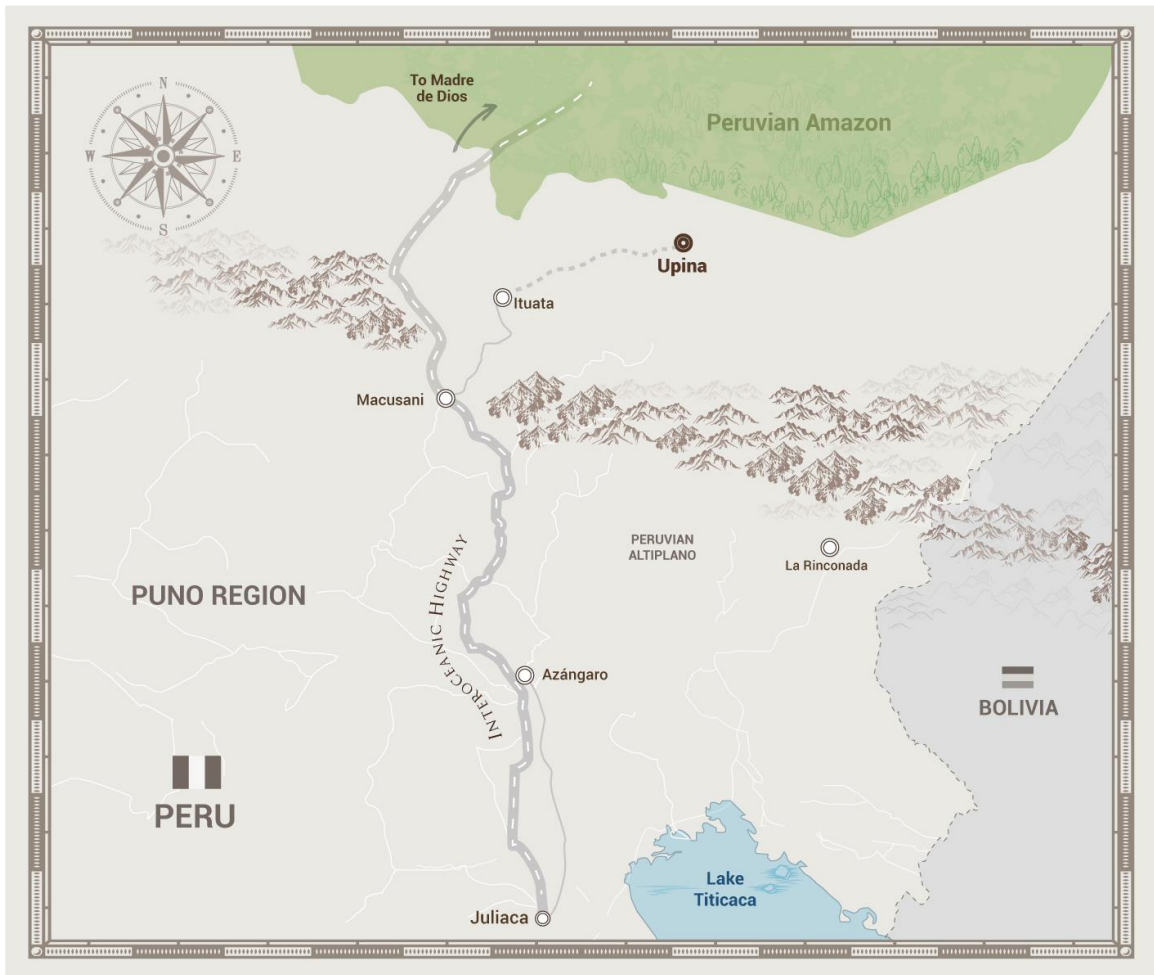 To Madre
de Dios
Peruvian Amazon
N
W
E
S
Upina
Ituata
Macusani
PERUVIAN
ALTIPLANO
La Rinconada
INTEROCEANIC HIGHWAY
PUNO REGION
Azángaro
BOLIVIA
PERU
Lake
Titicaca
Juliaca